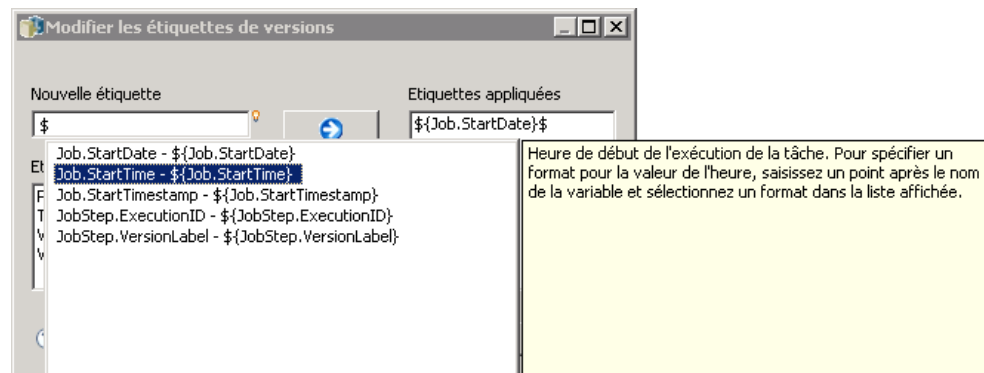 Modifier les étiquettes de versions
Nouvelle étiquette
Etiquettes appliquées
$
${Job.StartDate}$
Et
Job.StartDate - ${Job.StartDate}
Job.StartTime - ${Job.StartTime}
Job.StartTimestamp - ${Job.StartTimestamp}
JobStep.ExecutionID - ${JobStep.ExecutionID}
JobStep.VersionLabel - ${JobStep.VersionLabel}
Heure de début de l'exécution de la tâche. Pour spécifier un
format pour la valeur de l'heure, saisissez un point après le nom
de la variable et sélectionnez un format dans la liste affichée.